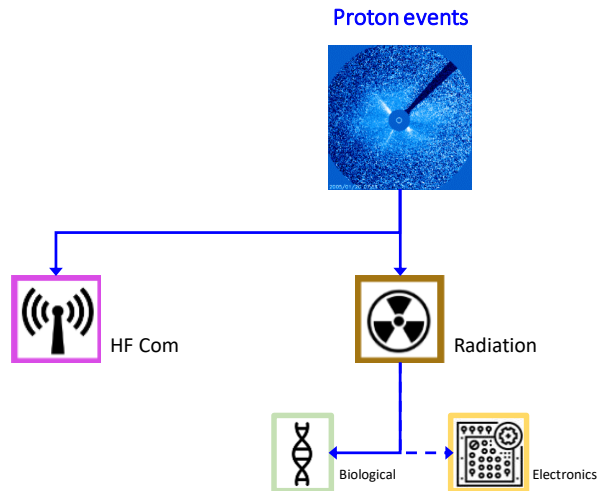 Proton events
HF Com
Radiation
Biological
Electronics